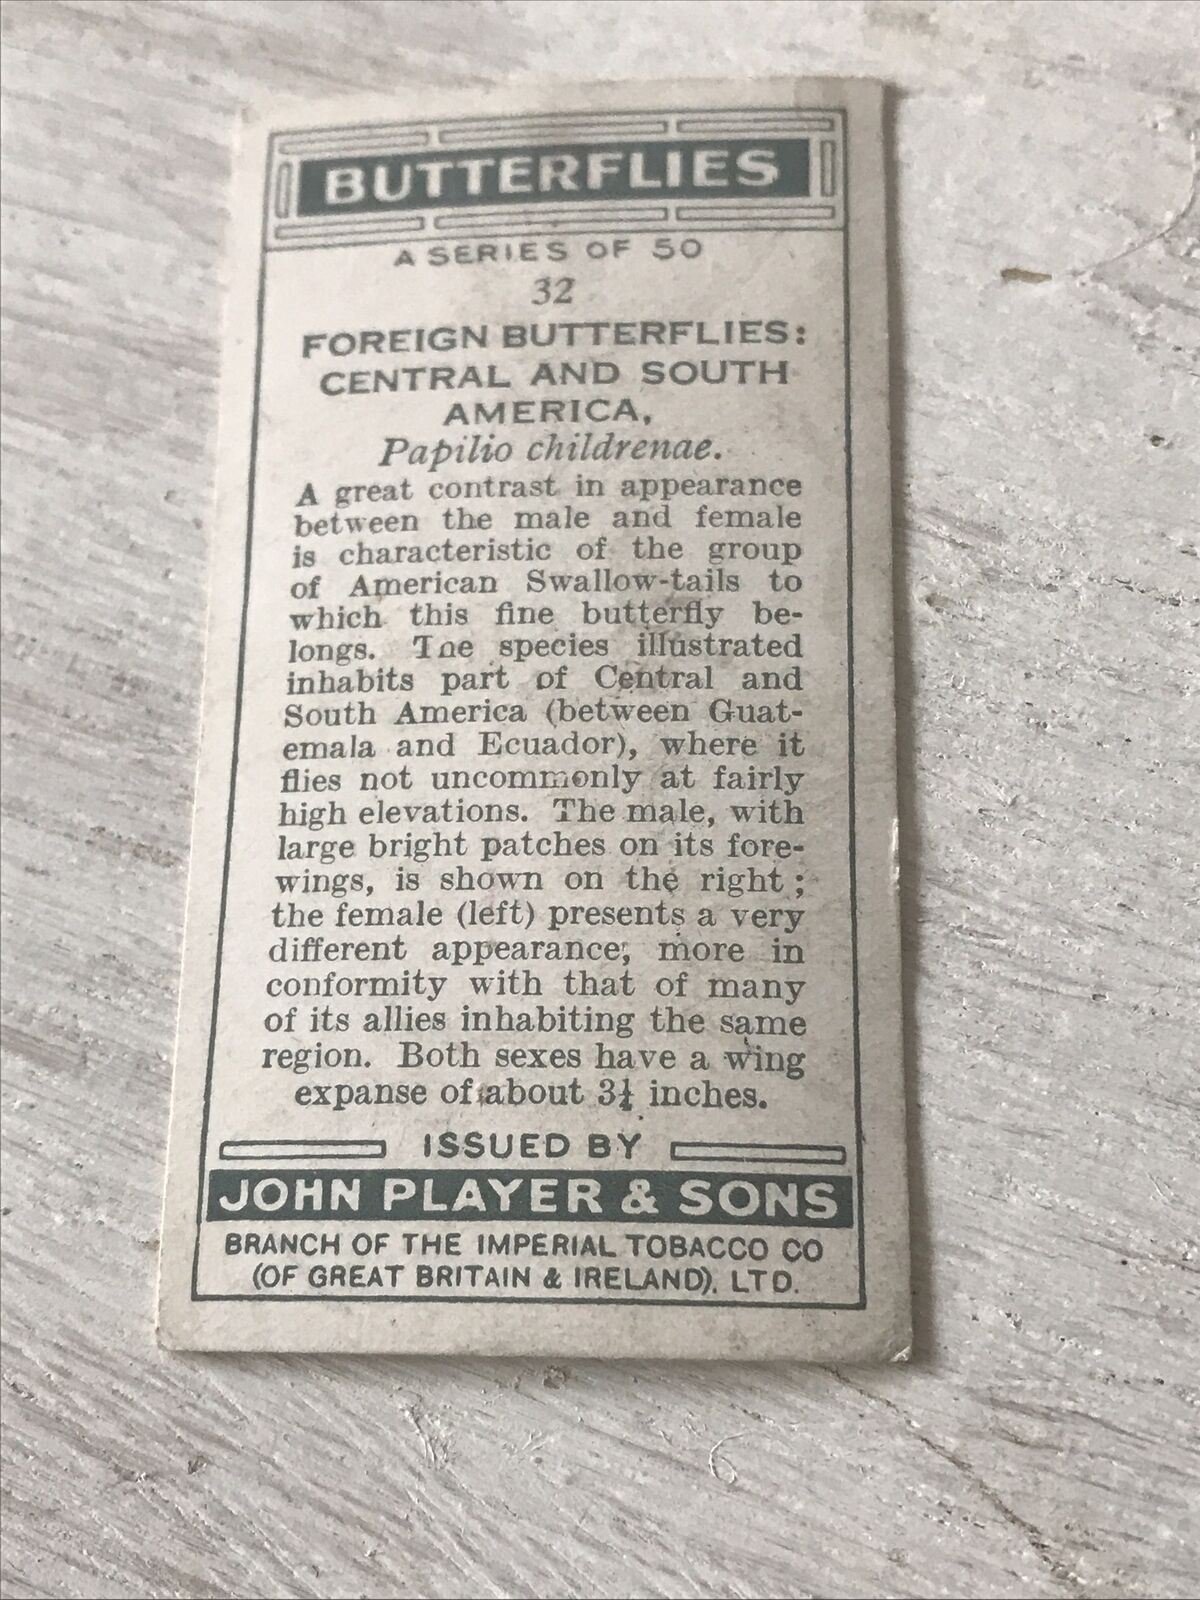 BUTTERFLIES
A SERIES OF 50
32
FOREIGN BUTTERFLIES:
CENTRAL AND SOUTH
AMERICA,
Papilio childrenae.
A great contrast in appearance
between the male and female
is characteristic of the group
of American Swallow-tails to
which this fine butterfly be-
longs. The species illustrated
inhabits part of Central and
South America (between Guat-
emala and Ecuador), where it
flies not uncommonly at fairly
high elevations. The male, with
large bright patches on its fore-
wings, is shown on the right;
the female (left) presents a very
different appearance, more in
conformity with that of many
of its allies inhabiting the same
region. Both sexes have a wing
expanse of about 3½ inches.
ISSUED BY
JOHN PLAYER & SONS
BRANCH OF THE IMPERIAL TOBACCO CO
(OF GREAT BRITAIN & IRELAND), LTD.